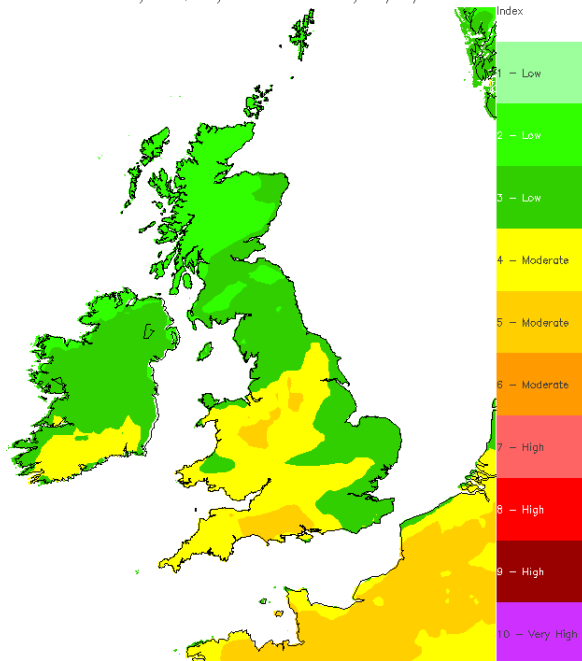 Index
1 – Low
2 – Low
3 – Low
4 – Moderate
5 – Moderate
6 – Moderate
7 – High
8 – High
9 – High
10 – Very High